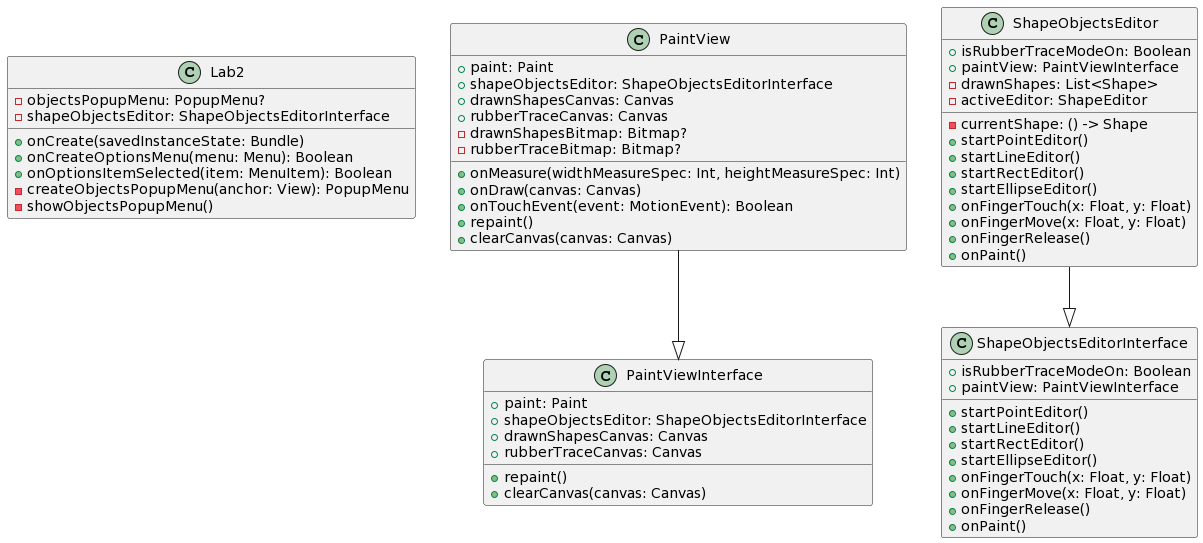 C Lab2
objectsPopupMenu: PopupMenu?
shapeObjectsEditor: ShapeObjectsEditorInterface
onCreate(savedInstanceState: Bundle)
onCreateOptionsMenu(menu: Menu): Boolean
onOptionsItemSelected(item: MenuItem): Boolean
createObjectsPopupMenu(anchor: View): PopupMenu
showObjectsPopupMenu()
C PaintView
paint: Paint
shapeObjectsEditor: ShapeObjectsEditorInterface
drawnShapesCanvas: Canvas
rubberTraceCanvas: Canvas
drawnShapesBitmap: Bitmap?
rubberTraceBitmap: Bitmap?
onMeasure(widthMeasureSpec: Int, heightMeasureSpec: Int)
onDraw(canvas: Canvas)
onTouchEvent(event: MotionEvent): Boolean
repaint()
clearCanvas(canvas: Canvas)
C ShapeObjectsEditor
isRubberTraceModeOn: Boolean
paintView: PaintViewInterface
drawnShapes: List<Shape>
activeEditor: ShapeEditor
currentShape: () -> Shape
startPointEditor()
startLineEditor()
startRectEditor()
startEllipseEditor()
onFingerTouch(x: Float, y: Float)
onFingerMove(x: Float, y: Float)
onFingerRelease()
onPaint()
C PaintViewInterface
paint: Paint
shapeObjectsEditor: ShapeObjectsEditorInterface
drawnShapesCanvas: Canvas
rubberTraceCanvas: Canvas
repaint()
clearCanvas(canvas: Canvas)
C ShapeObjectsEditorInterface
isRubberTraceModeOn: Boolean
paintView: PaintViewInterface
startPointEditor()
startLineEditor()
startRectEditor()
startEllipseEditor()
onFingerTouch(x: Float, y: Float)
onFingerMove(x: Float, y: Float)
onFingerRelease()
onPaint()